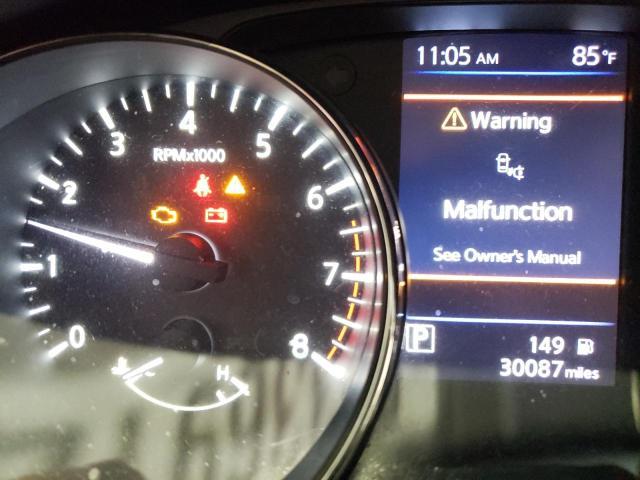 11:05 AM 85°F
Warning
Malfunction
See Owner's Manual
P 149
30087 miles
0 1 2 3 4 5 6 7 8
RPMx1000
H